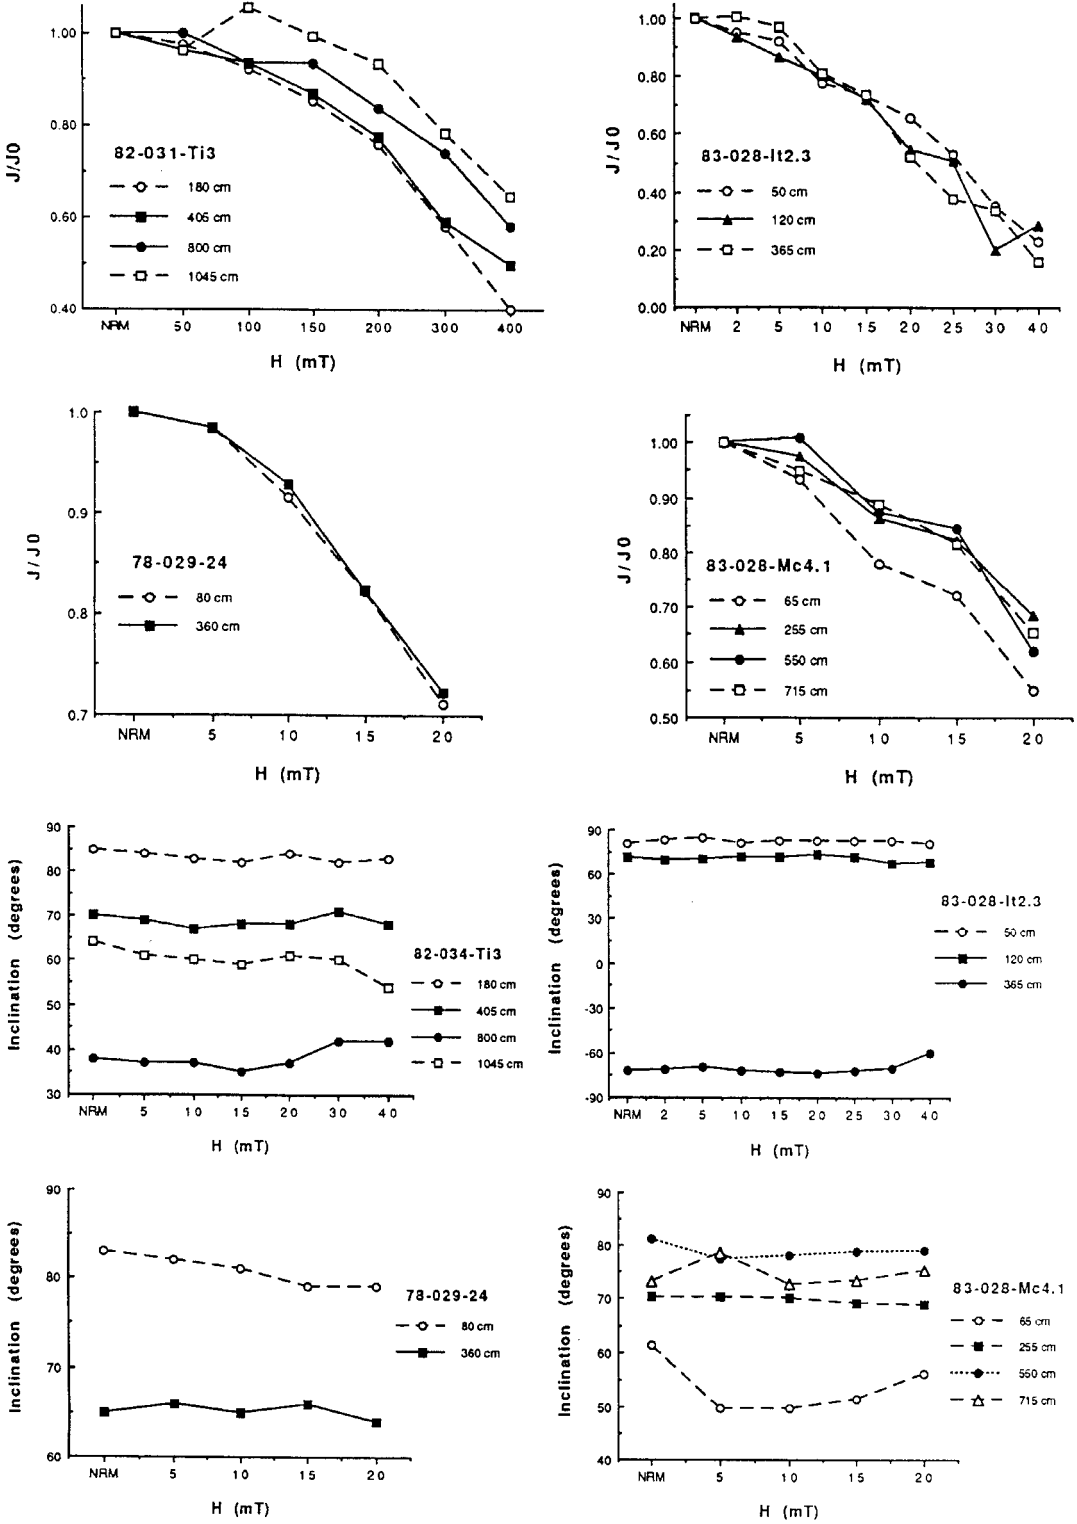 1.00
0.80
0.60
0.40
J/J0
82-031-Ti3
180 cm
405 cm
800 cm
1045 cm
NRM 50 100 150 200 300 400
H (mT)
1.00
0.80
0.60
0.40
0.20
0.00
J/J0
83-028-It2.3
50 cm
120 cm
365 cm
NRM 2 5 10 15 20 25 30 40
H (mT)
1.0
0.9
0.8
0.7
J/J0
78-029-24
80 cm
360 cm
NRM 5 10 15 20
H (mT)
1.00
0.90
0.80
0.70
0.60
0.50
J/J0
83-028-Mc4.1
65 cm
255 cm
550 cm
715 cm
NRM 5 10 15 20
H (mT)
90
80
70
60
50
40
30
Inclination (degrees)
82-034-Ti3
180 cm
405 cm
800 cm
1045 cm
NRM 5 10 15 20 30 40
H (mT)
90
60
30
0
-30
-60
-90
Inclination (degrees)
83-028-It2.3
50 cm
120 cm
365 cm
NRM 2 5 10 15 20 25 30 40
H (mT)
90
80
70
60
Inclination (degrees)
78-029-24
80 cm
360 cm
NRM 5 10 15 20
H (mT)
90
80
70
60
50
40
Inclination (degrees)
83-028-Mc4.1
65 cm
255 cm
550 cm
715 cm
NRM 5 10 15 20
H (mT)